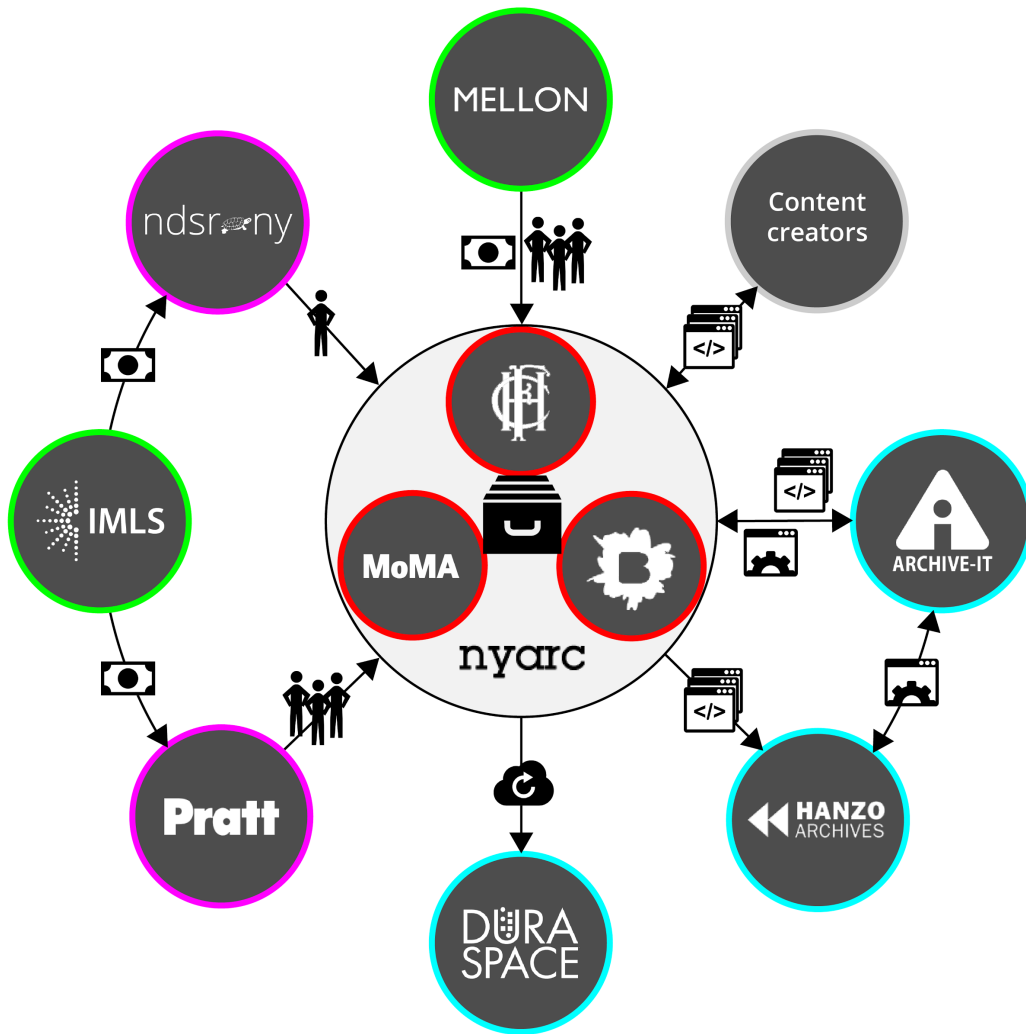 MELLON
ndsr ny
Content
creators
</>
IMLS
MoMA
B
nyarc
</>
ARCHIVE-IT
</>
Pratt
HANZO
ARCHIVES
DURA
SPACE